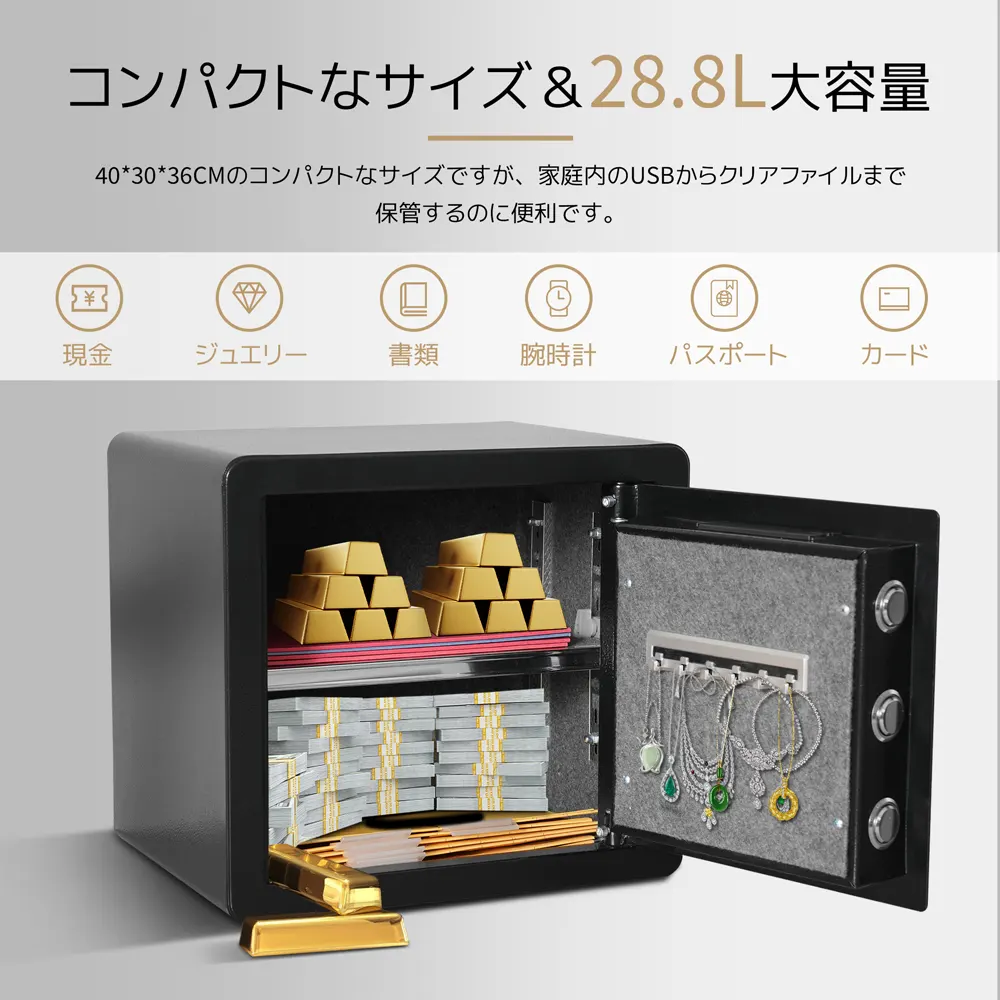 コンパクトなサイズ＆28.8L大容量
40*30*36CMのコンパクトなサイズですが、家庭内のUSBからクリアファイルまで
保管するのに便利です。
現金 ジュエリー 書類 腕時計 パスポート カード